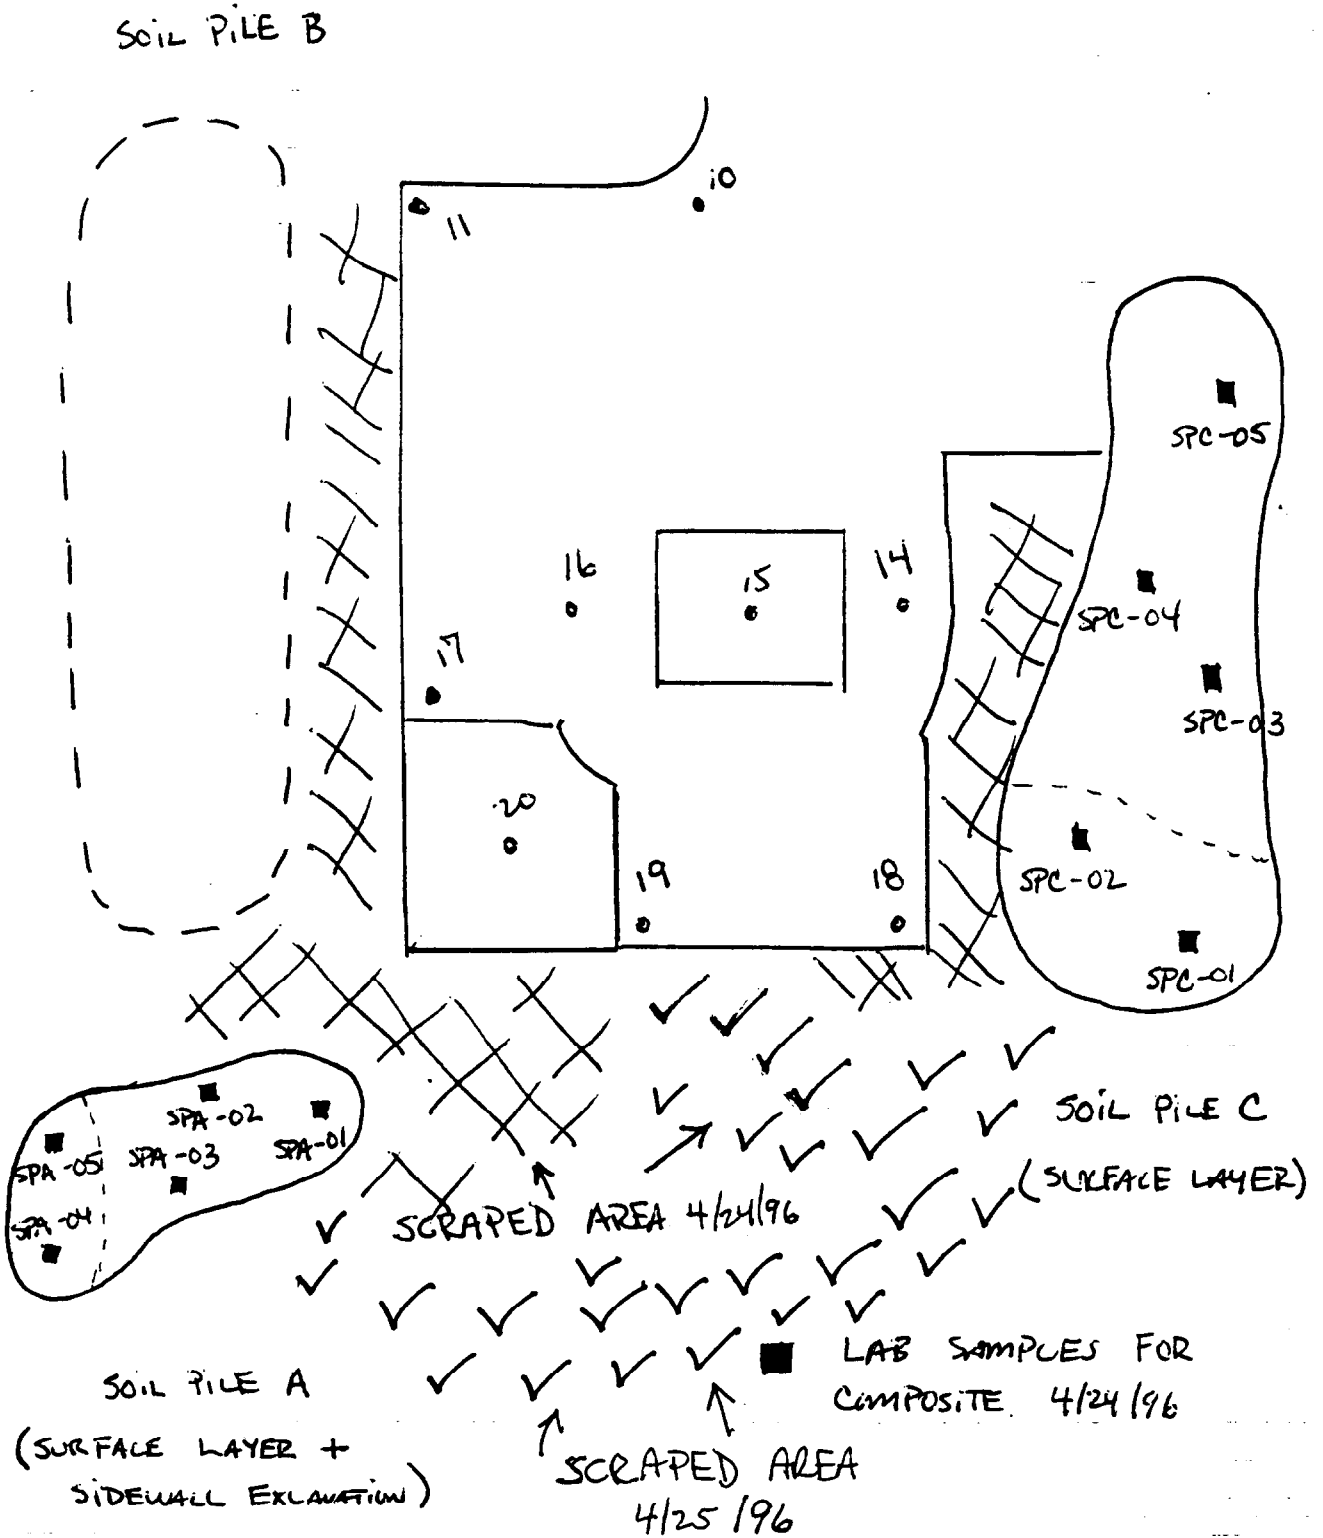 SOIL PILE B
10
11
SPC-05
16
15
14
SPC-04
17
SPC-03
20
19
18
SPC-02
SPC-01
SPA-02
SPA-01
SPA-03
SPA-05
SPA-04
SOIL PILE C
(SURFACE LAYER)
SCRAPED AREA 4/24/96
LAB SAMPLES FOR
COMPOSITE 4/24/96
SOIL PILE A
(SURFACE LAYER +
SIDEWALL EXCAVATION)
SCRAPED AREA
4/25/96